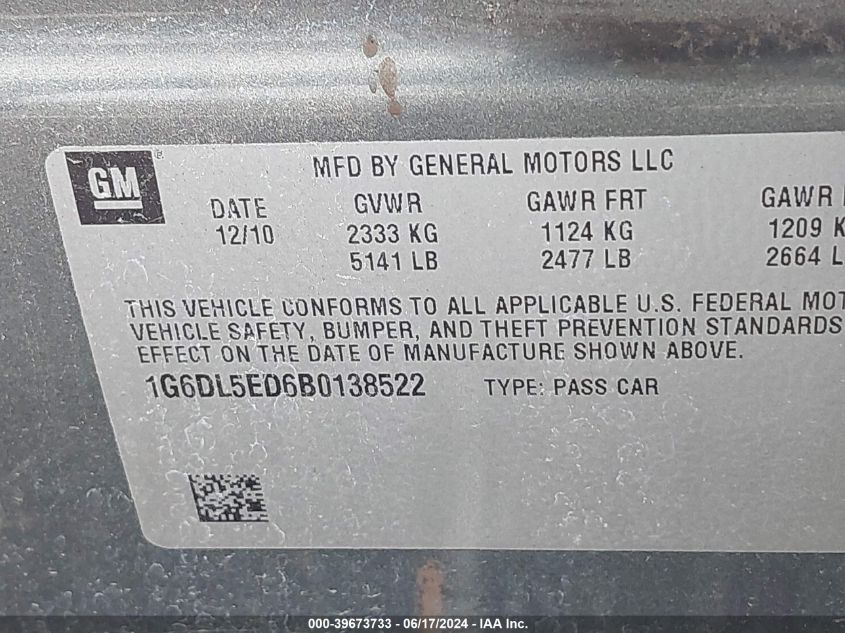 GM
MFD BY GENERAL MOTORS LLC
DATE GVWR GAWR FRT GAWR
12/10 2333 KG 1124 KG 1209 K
5141 LB 2477 LB 2664 L
THIS VEHICLE CONFORMS TO ALL APPLICABLE U.S. FEDERAL MOT
VEHICLE SAFETY, BUMPER, AND THEFT PREVENTION STANDARDS
EFFECT ON THE DATE OF MANUFACTURE SHOWN ABOVE.
1G6DL5ED6B0138522 TYPE: PASS CAR
000-39673733 - 06/17/2024 - IAA Inc.